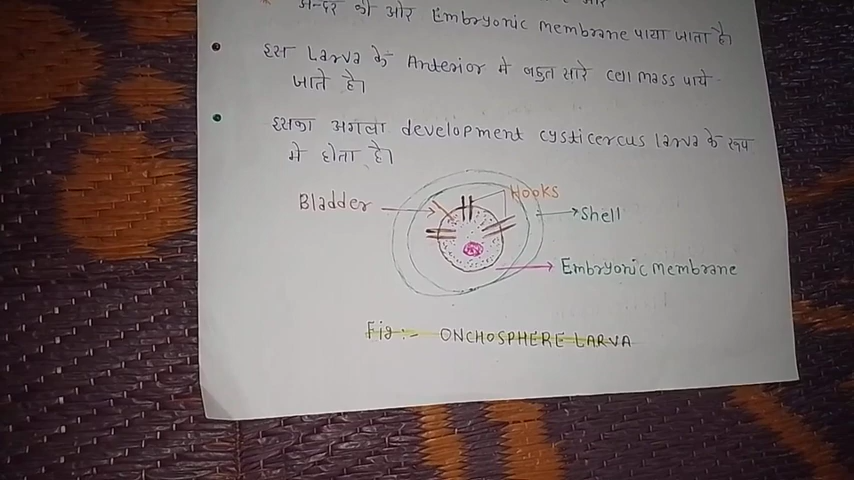 अन्दर की ओर Embryonic membrane पाया जाता है।
इस Larva के Anterior मे बहुत सारे cell mass पाये
जाते है।
इसका अगला development cysticercus larva के रूप
मे होता है।
Bladder
Hooks
Shell
Embryonic membrane
Fig:- ONCHOSPHERE LARVA